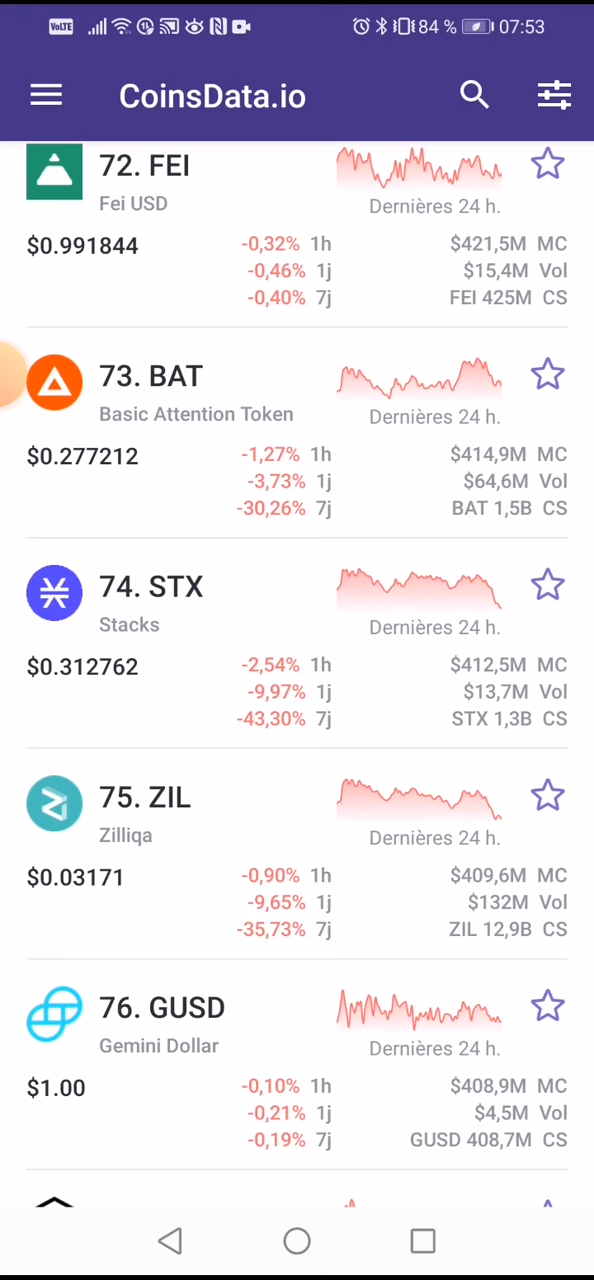 VoLTE 84 % 07:53
CoinsData.io
72. FEI
Fei USD
Dernières 24 h.
$0.991844 -0,32% 1h $421,5M MC
-0,46% 1j $15,4M Vol
-0,40% 7j FEI 425M CS
73. BAT
Basic Attention Token
Dernières 24 h.
$0.277212 -1,27% 1h $414,9M MC
-3,73% 1j $64,6M Vol
-30,26% 7j BAT 1,5B CS
74. STX
Stacks
Dernières 24 h.
$0.312762 -2,54% 1h $412,5M MC
-9,97% 1j $13,7M Vol
-43,30% 7j STX 1,3B CS
75. ZIL
Zilliqa
Dernières 24 h.
$0.03171 -0,90% 1h $409,6M MC
-9,65% 1j $132M Vol
-35,73% 7j ZIL 12,9B CS
76. GUSD
Gemini Dollar
Dernières 24 h.
$1.00 -0,10% 1h $408,9M MC
-0,21% 1j $4,5M Vol
-0,19% 7j GUSD 408,7M CS